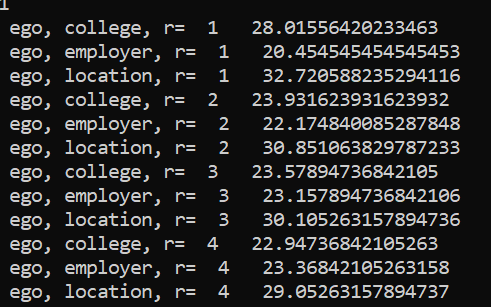 ego, college, r=  1   28.01556420233463
ego, employer, r=  1   20.454545454545453
ego, location, r=  1   32.720588235294116
ego, college, r=  2   23.931623931623932
ego, employer, r=  2   22.174840085287848
ego, location, r=  2   30.851063829787233
ego, college, r=  3   23.57894736842105
ego, employer, r=  3   23.157894736842106
ego, location, r=  3   30.105263157894736
ego, college, r=  4   22.94736842105263
ego, employer, r=  4   23.36842105263158
ego, location, r=  4   29.05263157894737